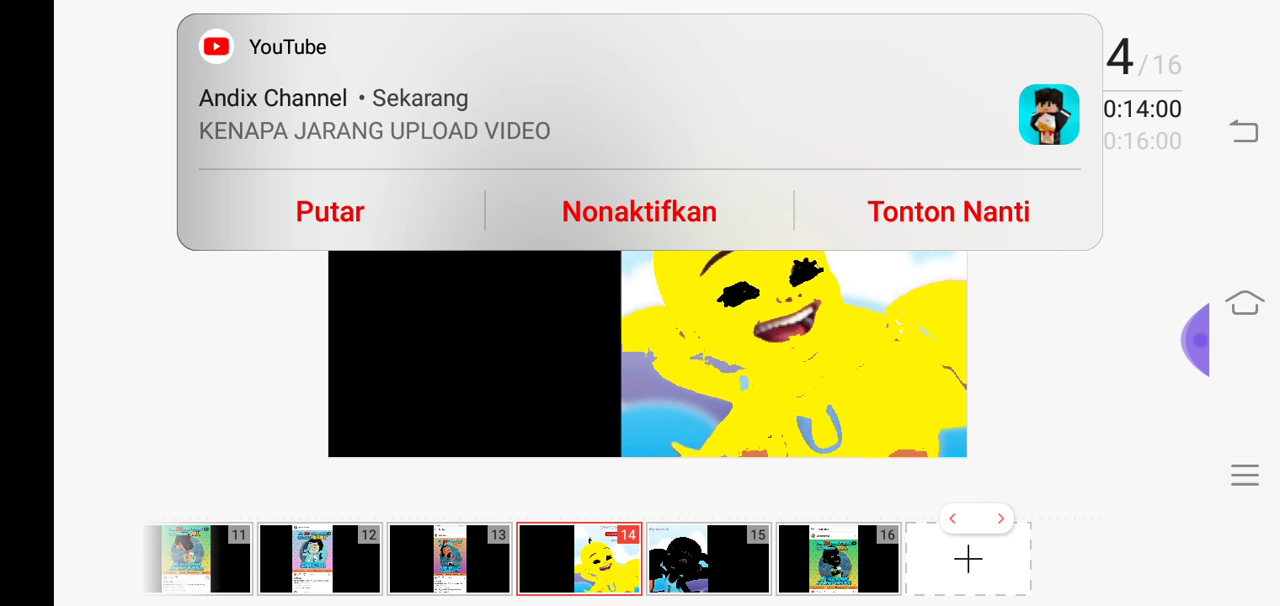 YouTube
Andix Channel • Sekarang
KENAPA JARANG UPLOAD VIDEO
Putar
Nonaktifkan
Tonton Nanti
4/16
0:14:00
0:16:00
11
12
13
14
15
16